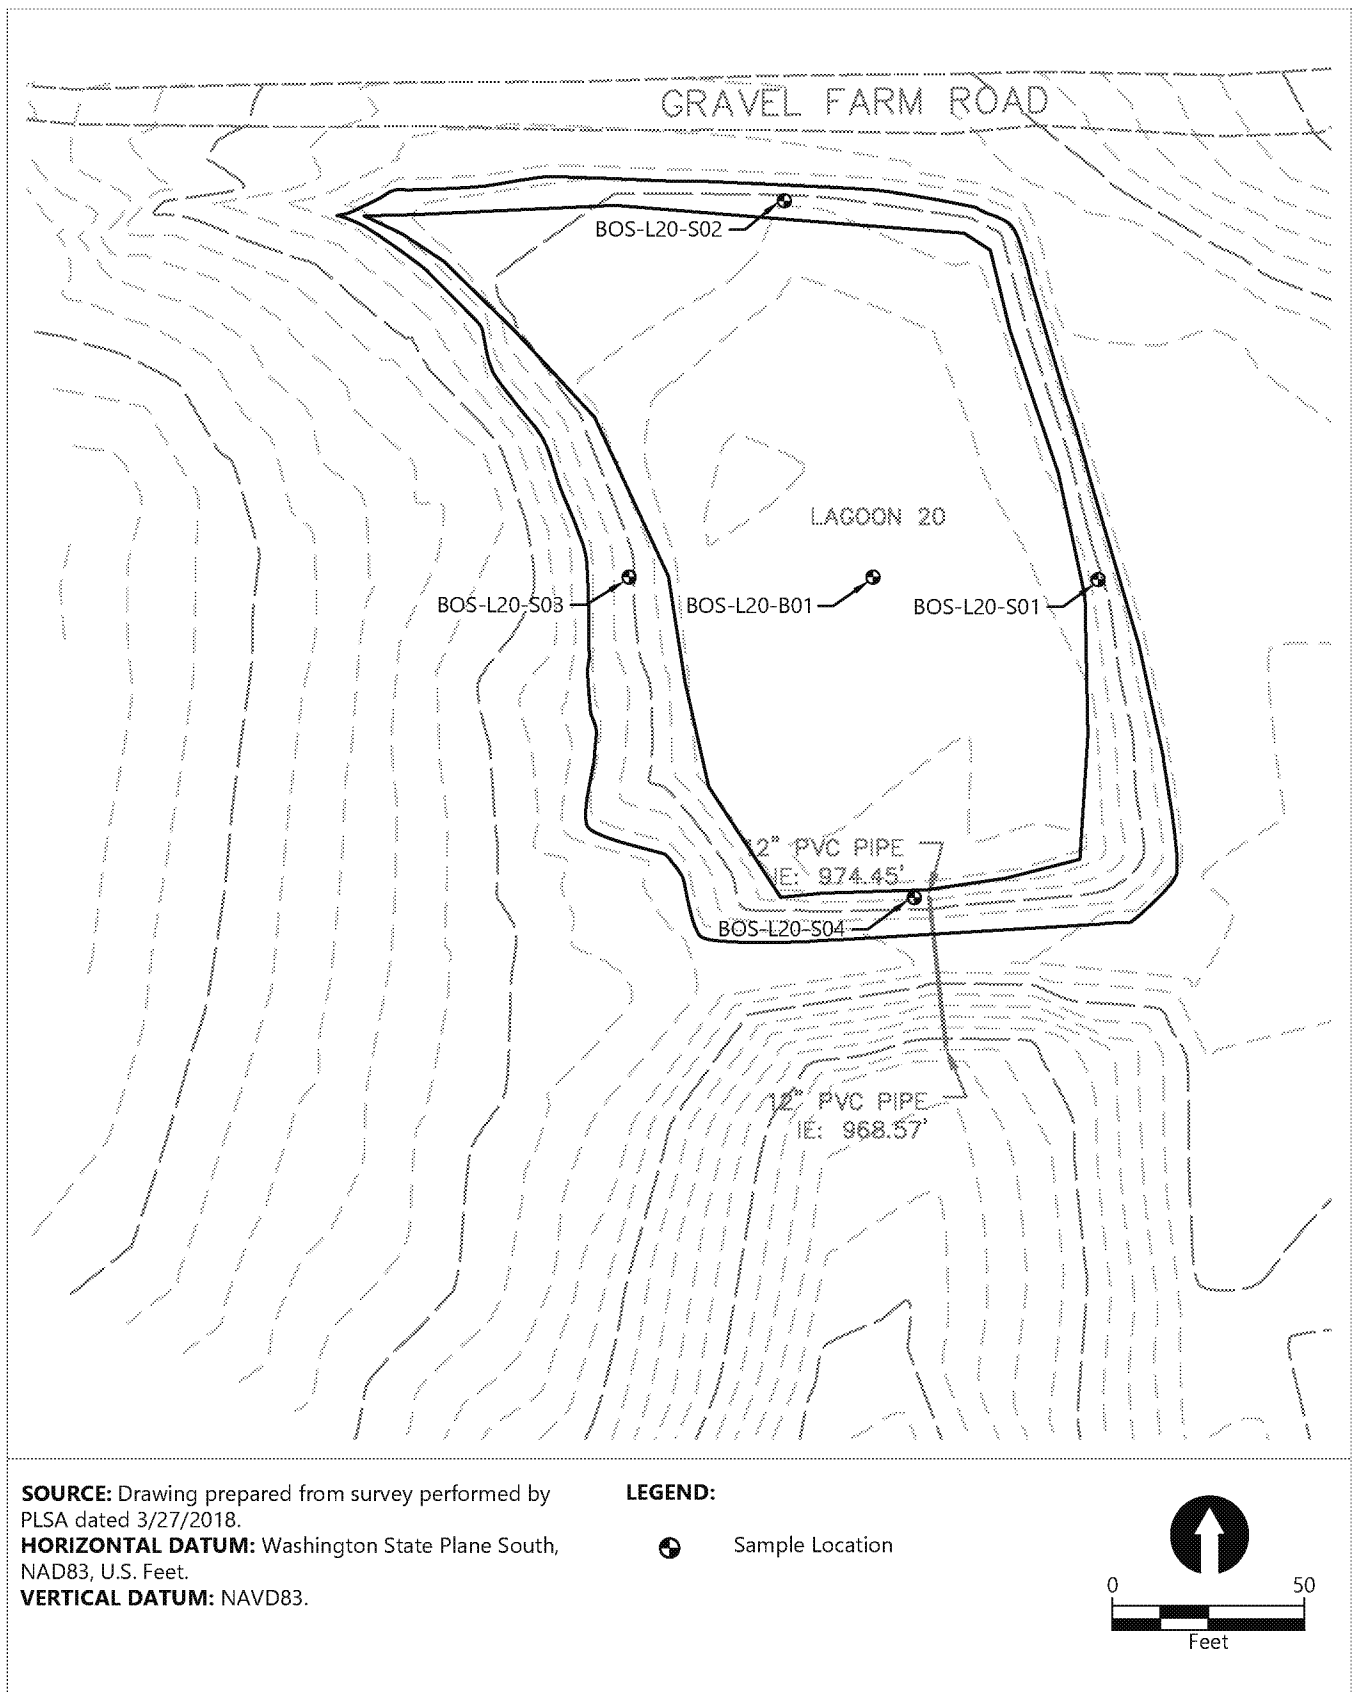 GRAVEL FARM ROAD
BOS-L20-S02
LAGOON 20
BOS-L20-S03
BOS-L20-B01
BOS-L20-S01
12" PVC PIPE
IE: 974.45'
BOS-L20-S04
12" PVC PIPE
IE: 968.57'
SOURCE: Drawing prepared from survey performed by
PLSA dated 3/27/2018.
HORIZONTAL DATUM: Washington State Plane South,
NAD83, U.S. Feet.
VERTICAL DATUM: NAVD83.
LEGEND:
Sample Location
0 50
Feet